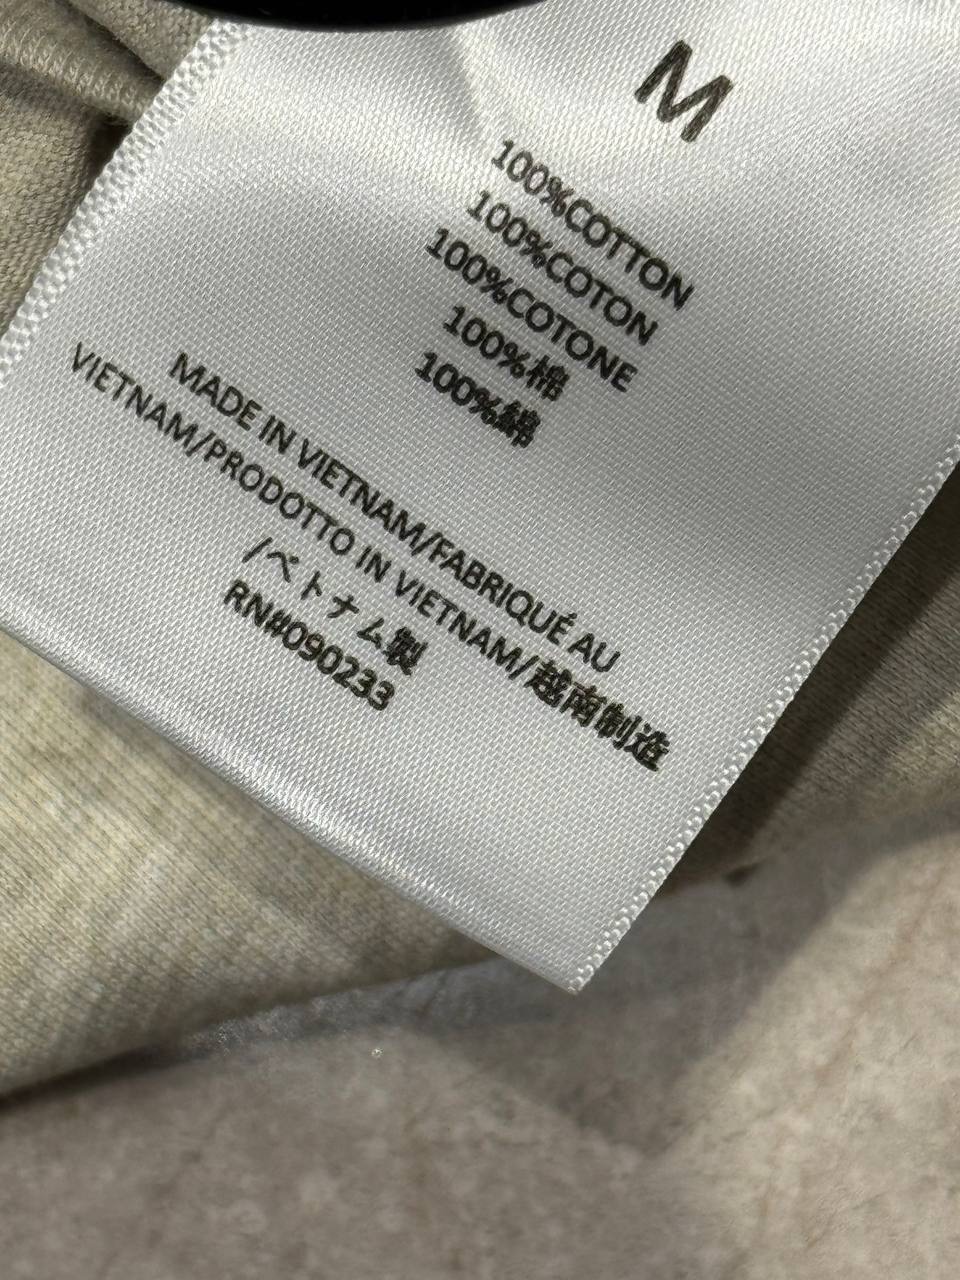 M
100%COTTON
100%COTON
100%COTONE
100%棉
100%綿
MADE IN VIETNAM/FABRIQUÉ AU
VIETNAM/PRODOTTO IN VIETNAM/越南制造
/ベトナム製
RN#090233